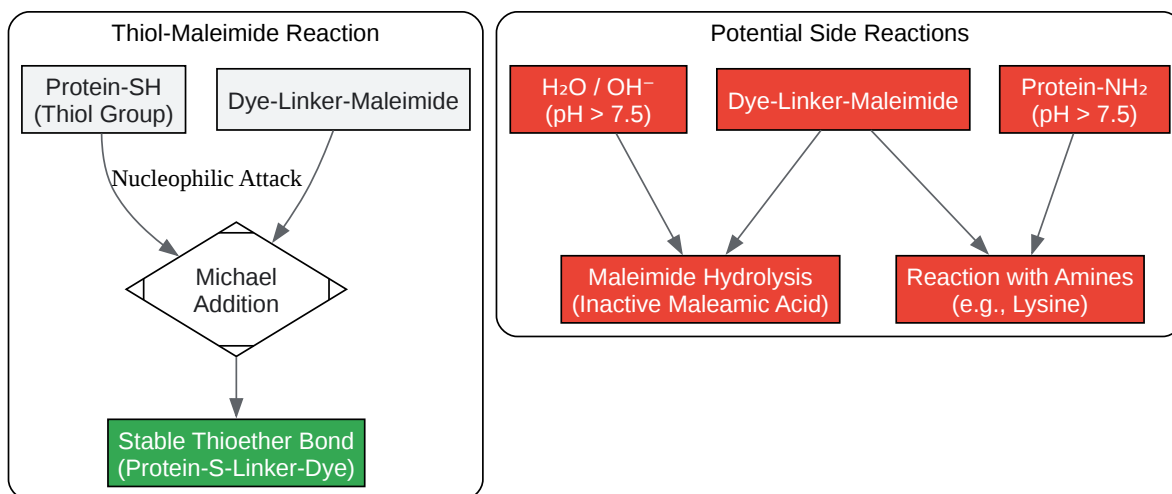 Thiol-Maleimide Reaction
Protein-SH
(Thiol Group)
Dye-Linker-Maleimide
Nucleophilic Attack
Michael
Addition
Stable Thioether Bond
(Protein-S-Linker-Dye)
Potential Side Reactions
H₂O / OH⁻
(pH > 7.5)
Dye-Linker-Maleimide
Protein-NH₂
(pH > 7.5)
Maleimide Hydrolysis
(Inactive Maleamic Acid)
Reaction with Amines
(e.g., Lysine)